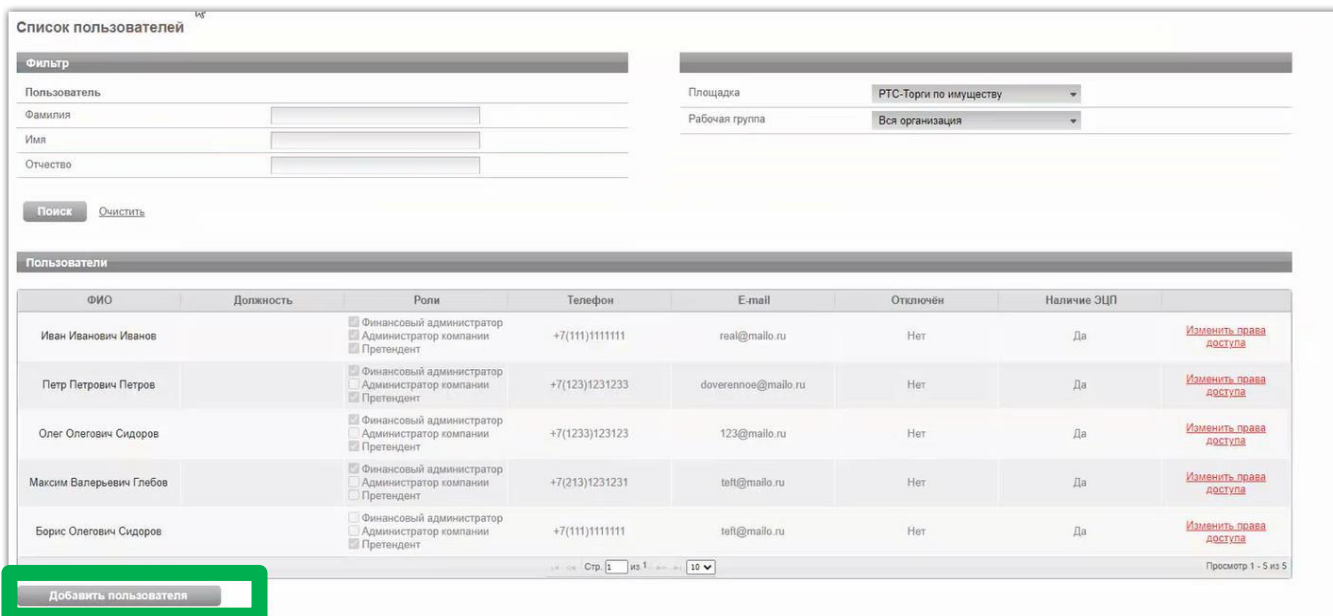 Список пользователей
Фильтр
Пользователь
Фамилия
Имя
Отчество
Площадка РТС-Торги по имуществу
Рабочая группа Вся организация
Поиск Очистить
Пользователи
ФИО Должность Роли Телефон E-mail Отключён Наличие ЭЦП
Финансовый администратор
Иван Иванович Иванов Администратор компании +7(111)1111111 real@mailo.ru Нет Да Изменить права доступа
Претендент
Финансовый администратор
Петр Петрович Петров Администратор компании +7(123)1231233 doverennoe@mailo.ru Нет Да Изменить права доступа
Претендент
Финансовый администратор
Олег Олегович Сидоров Администратор компании +7(1233)123123 123@mailo.ru Нет Да Изменить права доступа
Претендент
Финансовый администратор
Максим Валерьевич Глебов Администратор компании +7(213)1231231 teft@mailo.ru Нет Да Изменить права доступа
Претендент
Финансовый администратор
Борис Олегович Сидоров Администратор компании +7(111)1111111 teft@mailo.ru Нет Да Изменить права доступа
Претендент
Стр. 1 из 1 10 Просмотр 1 - 5 из 5
Добавить пользователя